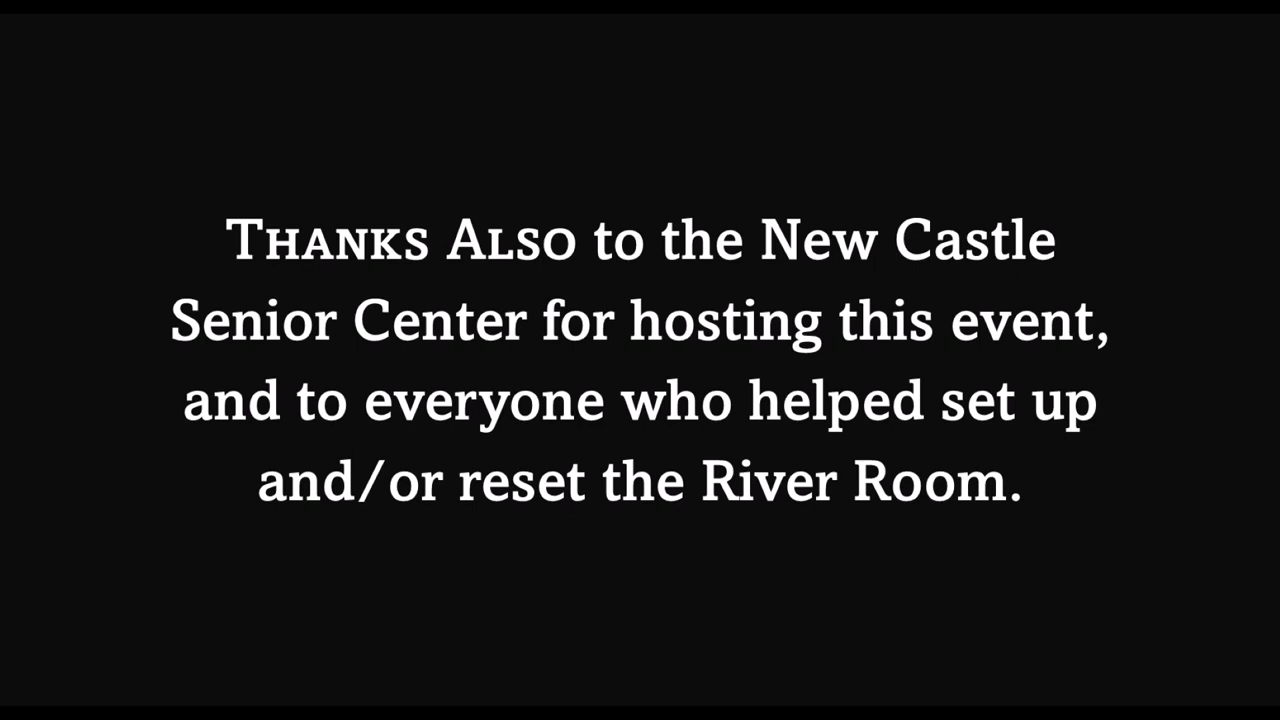 Thanks Also to the New Castle
Senior Center for hosting this event,
and to everyone who helped set up
and/or reset the River Room.